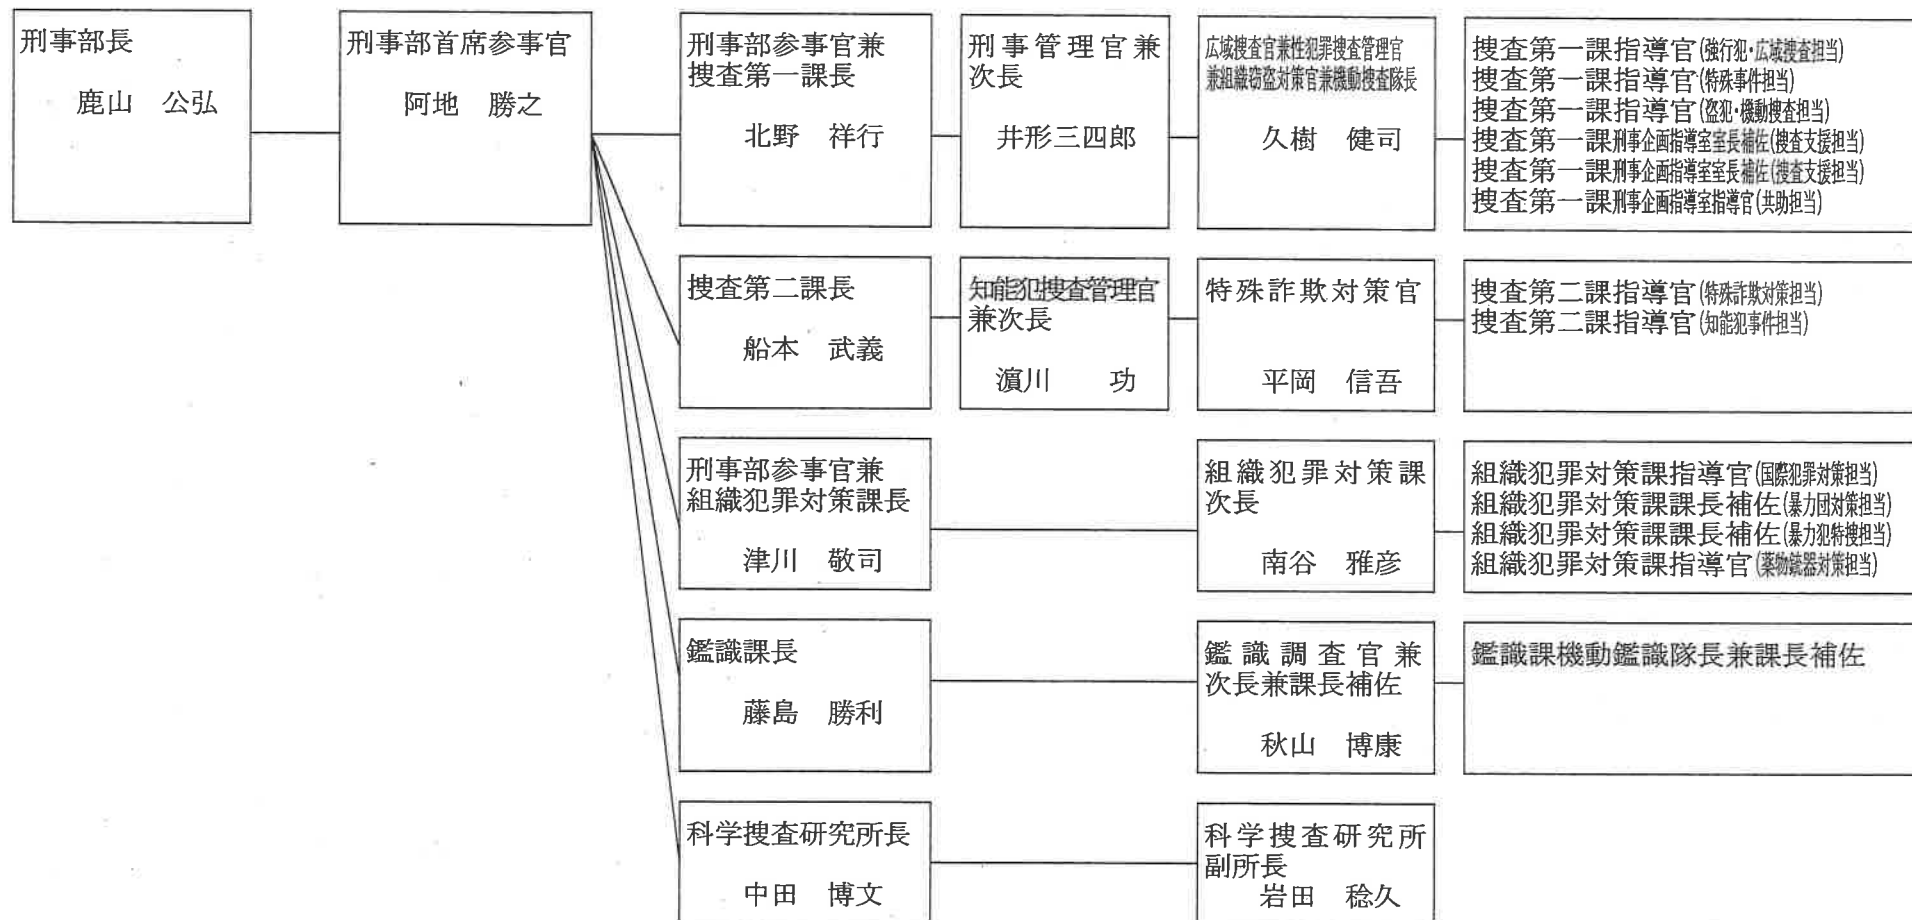 刑事部長
鹿山　公弘
刑事部首席参事官
阿地　勝之
刑事部参事官兼
捜査第一課長
北野　祥行
刑事管理官兼
次長
井形三四郎
広域捜査官兼性犯罪捜査管理官
兼組織窃盗対策官兼機動捜査隊長
久樹　健司
捜査第一課指導官(強行犯・広域捜査担当)
捜査第一課指導官(特殊事件担当)
捜査第一課指導官(盗犯・機動捜査担当)
捜査第一課刑事企画指導室室長補佐(捜査支援担当)
捜査第一課刑事企画指導室室長補佐(捜査支援担当)
捜査第一課刑事企画指導室指導官(共助担当)
捜査第二課長
船本　武義
知能犯捜査管理官
兼次長
濵川　　功
特殊詐欺対策官
平岡　信吾
捜査第二課指導官(特殊詐欺対策担当)
捜査第二課指導官(知能犯事件担当)
刑事部参事官兼
組織犯罪対策課長
津川　敬司
組織犯罪対策課
次長
南谷　雅彦
組織犯罪対策課指導官(国際犯罪対策担当)
組織犯罪対策課課長補佐(暴力団対策担当)
組織犯罪対策課課長補佐(暴力犯特捜担当)
組織犯罪対策課指導官(薬物銃器対策担当)
鑑識課長
藤島　勝利
鑑識調査官兼
次長兼課長補佐
秋山　博康
鑑識課機動鑑識隊長兼課長補佐
科学捜査研究所長
中田　博文
科学捜査研究所
副所長
岩田　稔久